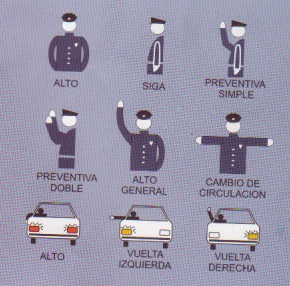 ALTO
SIGA
PREVENTIVA
SIMPLE
PREVENTIVA
DOBLE
ALTO
GENERAL
CAMBIO DE
CIRCULACION
ALTO
VUELTA
IZQUIERDA
VUELTA
DERECHA